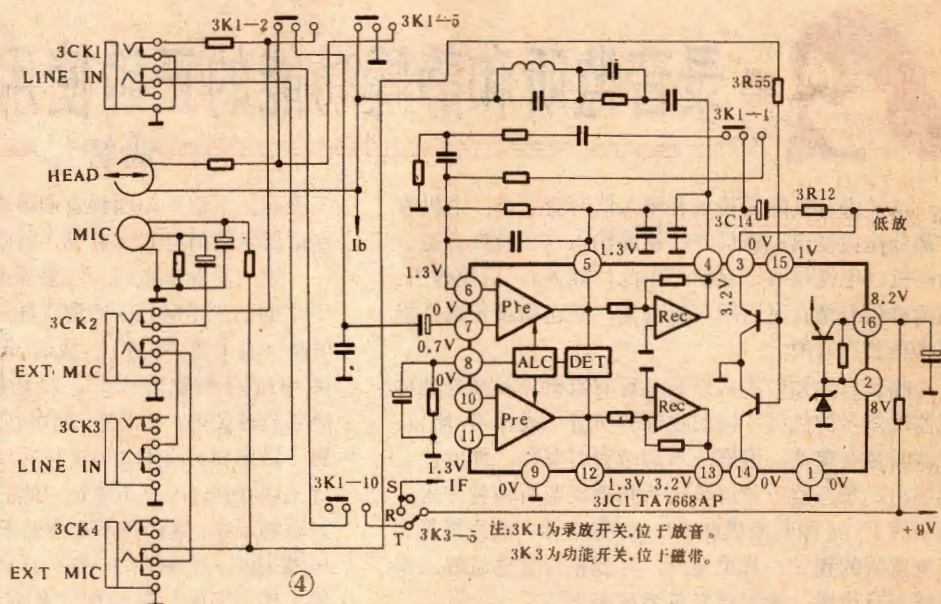 3K1—2
3K1—5
3CK1
LINE IN
3R55
3K1—1
HEAD
3R12
MIC
Ib
3C14
低放
1.3V
5
4
0V
3
15
1V
1.3V
6
Pre
Rec
3.2V
8.2V
16
0V
7
3CK2
0.7V
8
ALC
DET
EXT MIC
0V
10
2
Pre
Rec
8V
11
3CK3
1.3V
9
12
13
14
1
LINE IN
0V
1.3V
3.2V
0V
0V
3K1—10
S
IF
3JC1 TA7668AP
R
3CK4
T
3K3—5
+9V
注:3K1为录放开关,位于放音。
EXT MIC
3K3为功能开关,位于磁带。
④